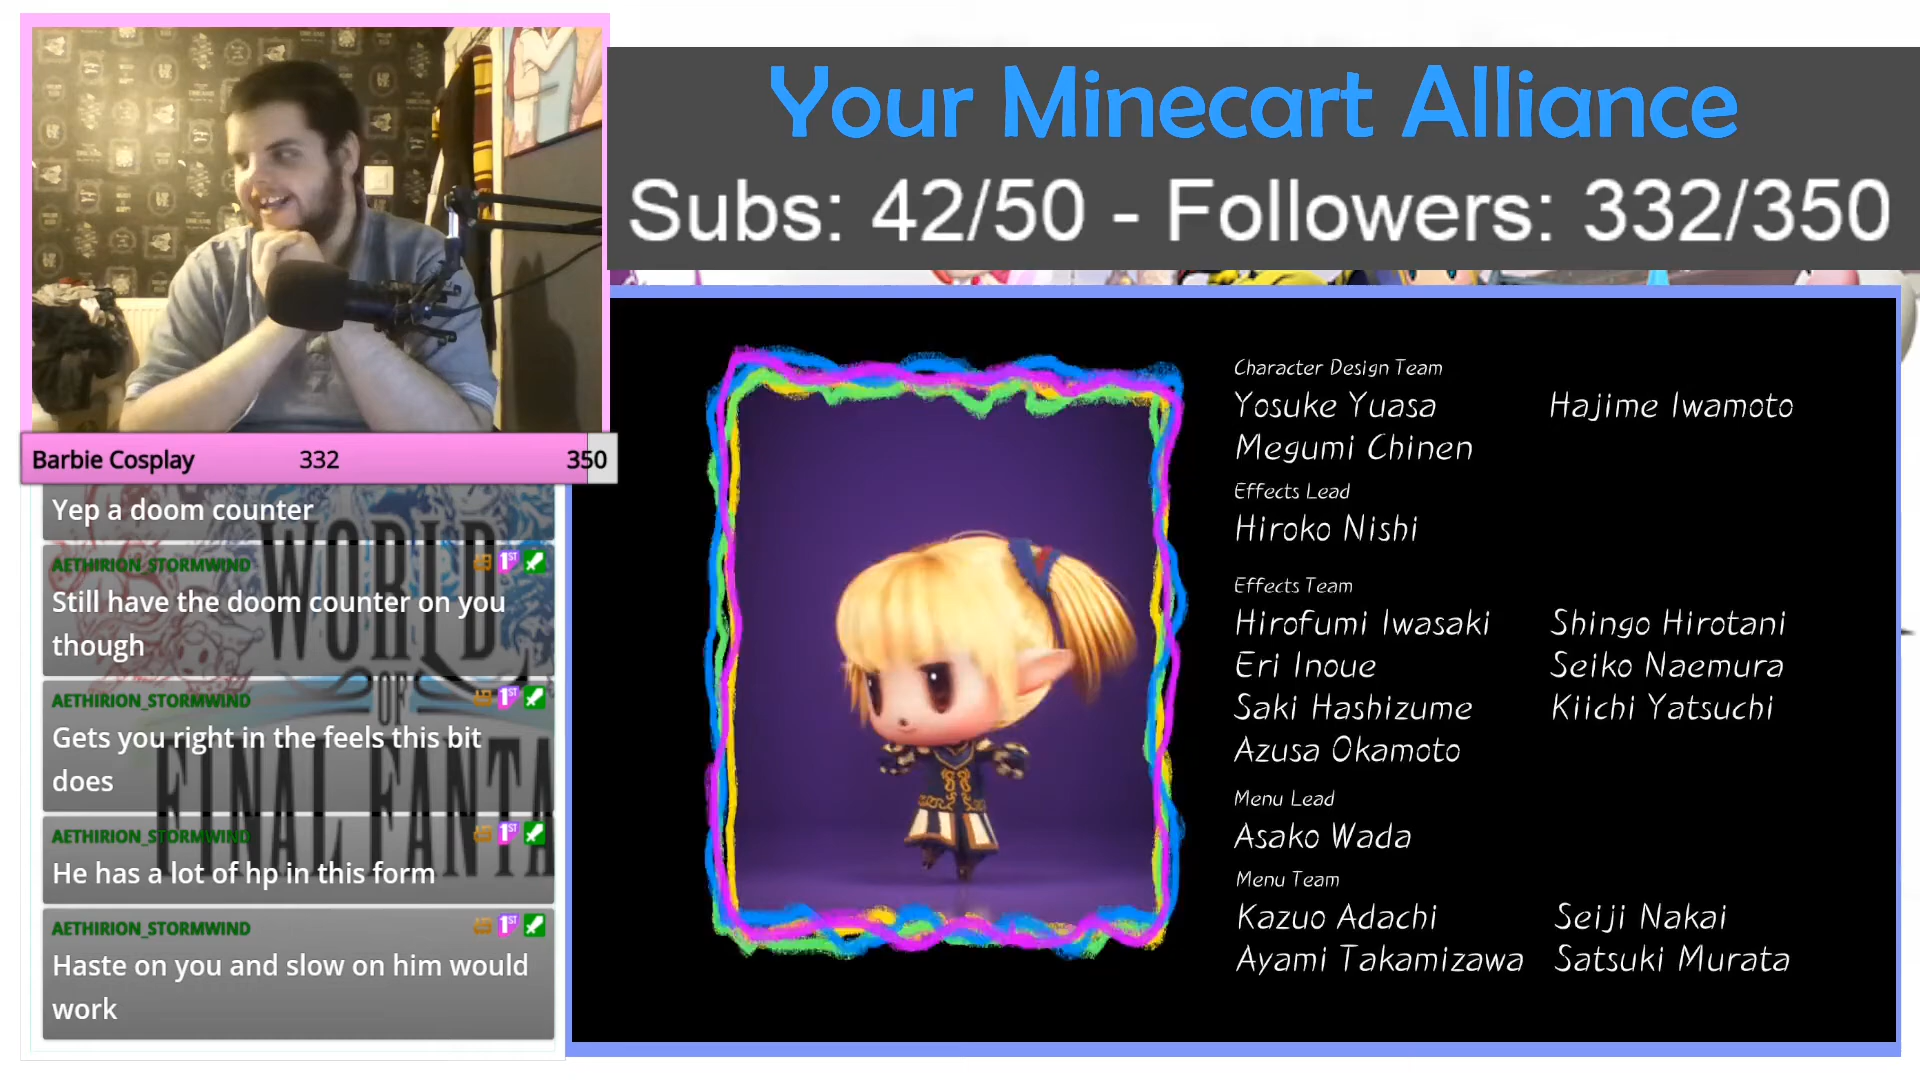 Your Minecart Alliance
Subs: 42/50 - Followers: 332/350
Barbie Cosplay 332 350
Yep a doom counter
AETHIRION_STORMWIND
Still have the doom counter on you
though
AETHIRION_STORMWIND
Gets you right in the feels this bit
does
AETHIRION_STORMWIND
He has a lot of hp in this form
AETHIRION_STORMWIND
Haste on you and slow on him would
work
WORLD
OF
FINAL FANTA
Character Design Team
Yosuke Yuasa Hajime Iwamoto
Megumi Chinen
Effects Lead
Hiroko Nishi
Effects Team
Hirofumi Iwasaki Shingo Hirotani
Eri Inoue Seiko Naemura
Saki Hashizume Kiichi Yatsuchi
Azusa Okamoto
Menu Lead
Asako Wada
Menu Team
Kazuo Adachi Seiji Nakai
Ayami Takamizawa Satsuki Murata